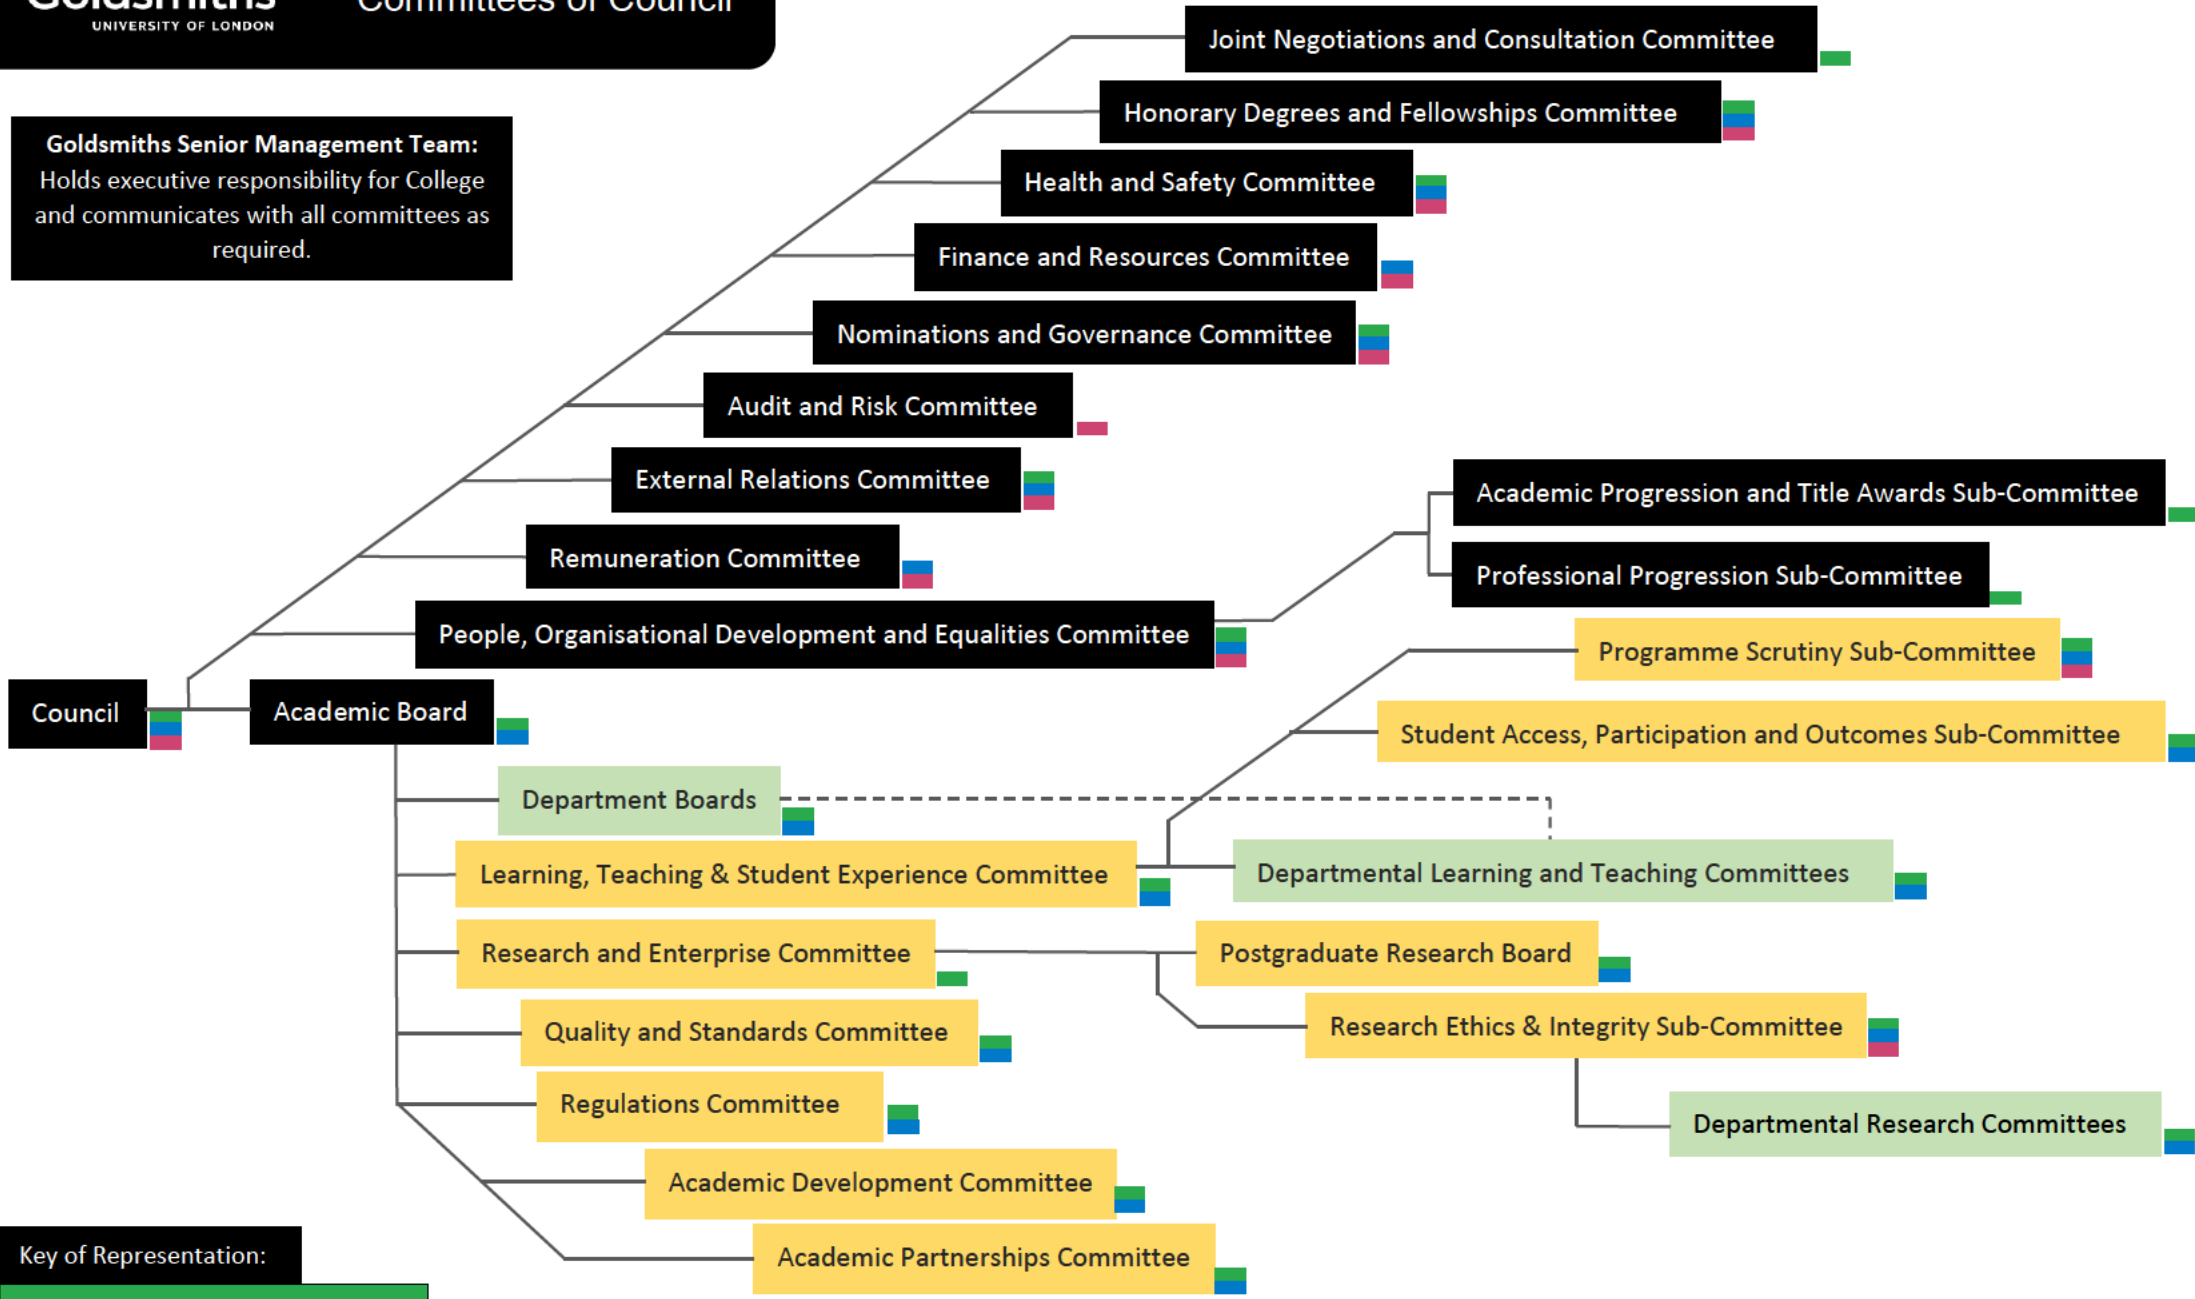 Goldsmiths
UNIVERSITY OF LONDON
Committees of Council
Goldsmiths Senior Management Team:
Holds executive responsibility for College
and communicates with all committees as
required.
Joint Negotiations and Consultation Committee
Honorary Degrees and Fellowships Committee
Health and Safety Committee
Finance and Resources Committee
Nominations and Governance Committee
Audit and Risk Committee
External Relations Committee
Remuneration Committee
People, Organisational Development and Equalities Committee
Academic Progression and Title Awards Sub-Committee
Professional Progression Sub-Committee
Programme Scrutiny Sub-Committee
Student Access, Participation and Outcomes Sub-Committee
Council
Academic Board
Department Boards
Learning, Teaching & Student Experience Committee
Departmental Learning and Teaching Committees
Research and Enterprise Committee
Postgraduate Research Board
Quality and Standards Committee
Research Ethics & Integrity Sub-Committee
Regulations Committee
Departmental Research Committees
Academic Development Committee
Academic Partnerships Committee
Key of Representation: